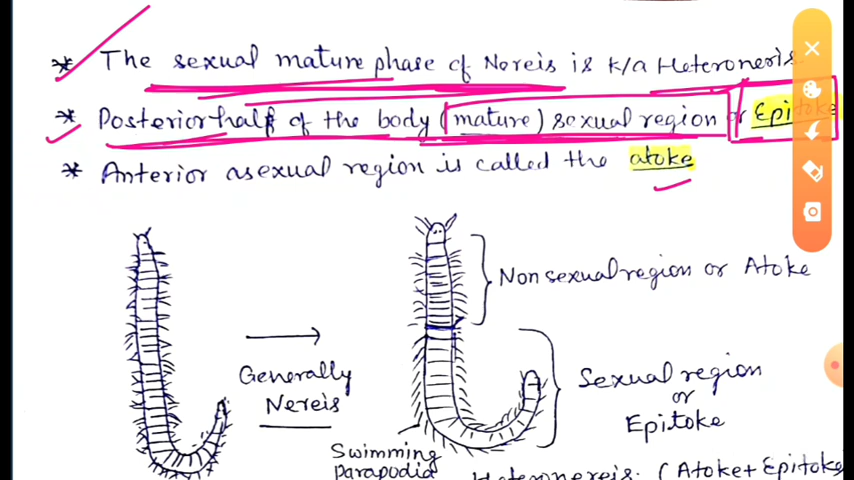 * The sexual mature phase of Nereis is k/a Heteroneris.
* Posterior half of the body (mature) sexual region or Epitoke
* Anterior asexual region is called the atoke
Non sexual region or Atoke
Generally
Nereis
Sexual region
or
Epitoke
Swimming
Parapodia
Heteronereis. (Atoke+Epitoke)